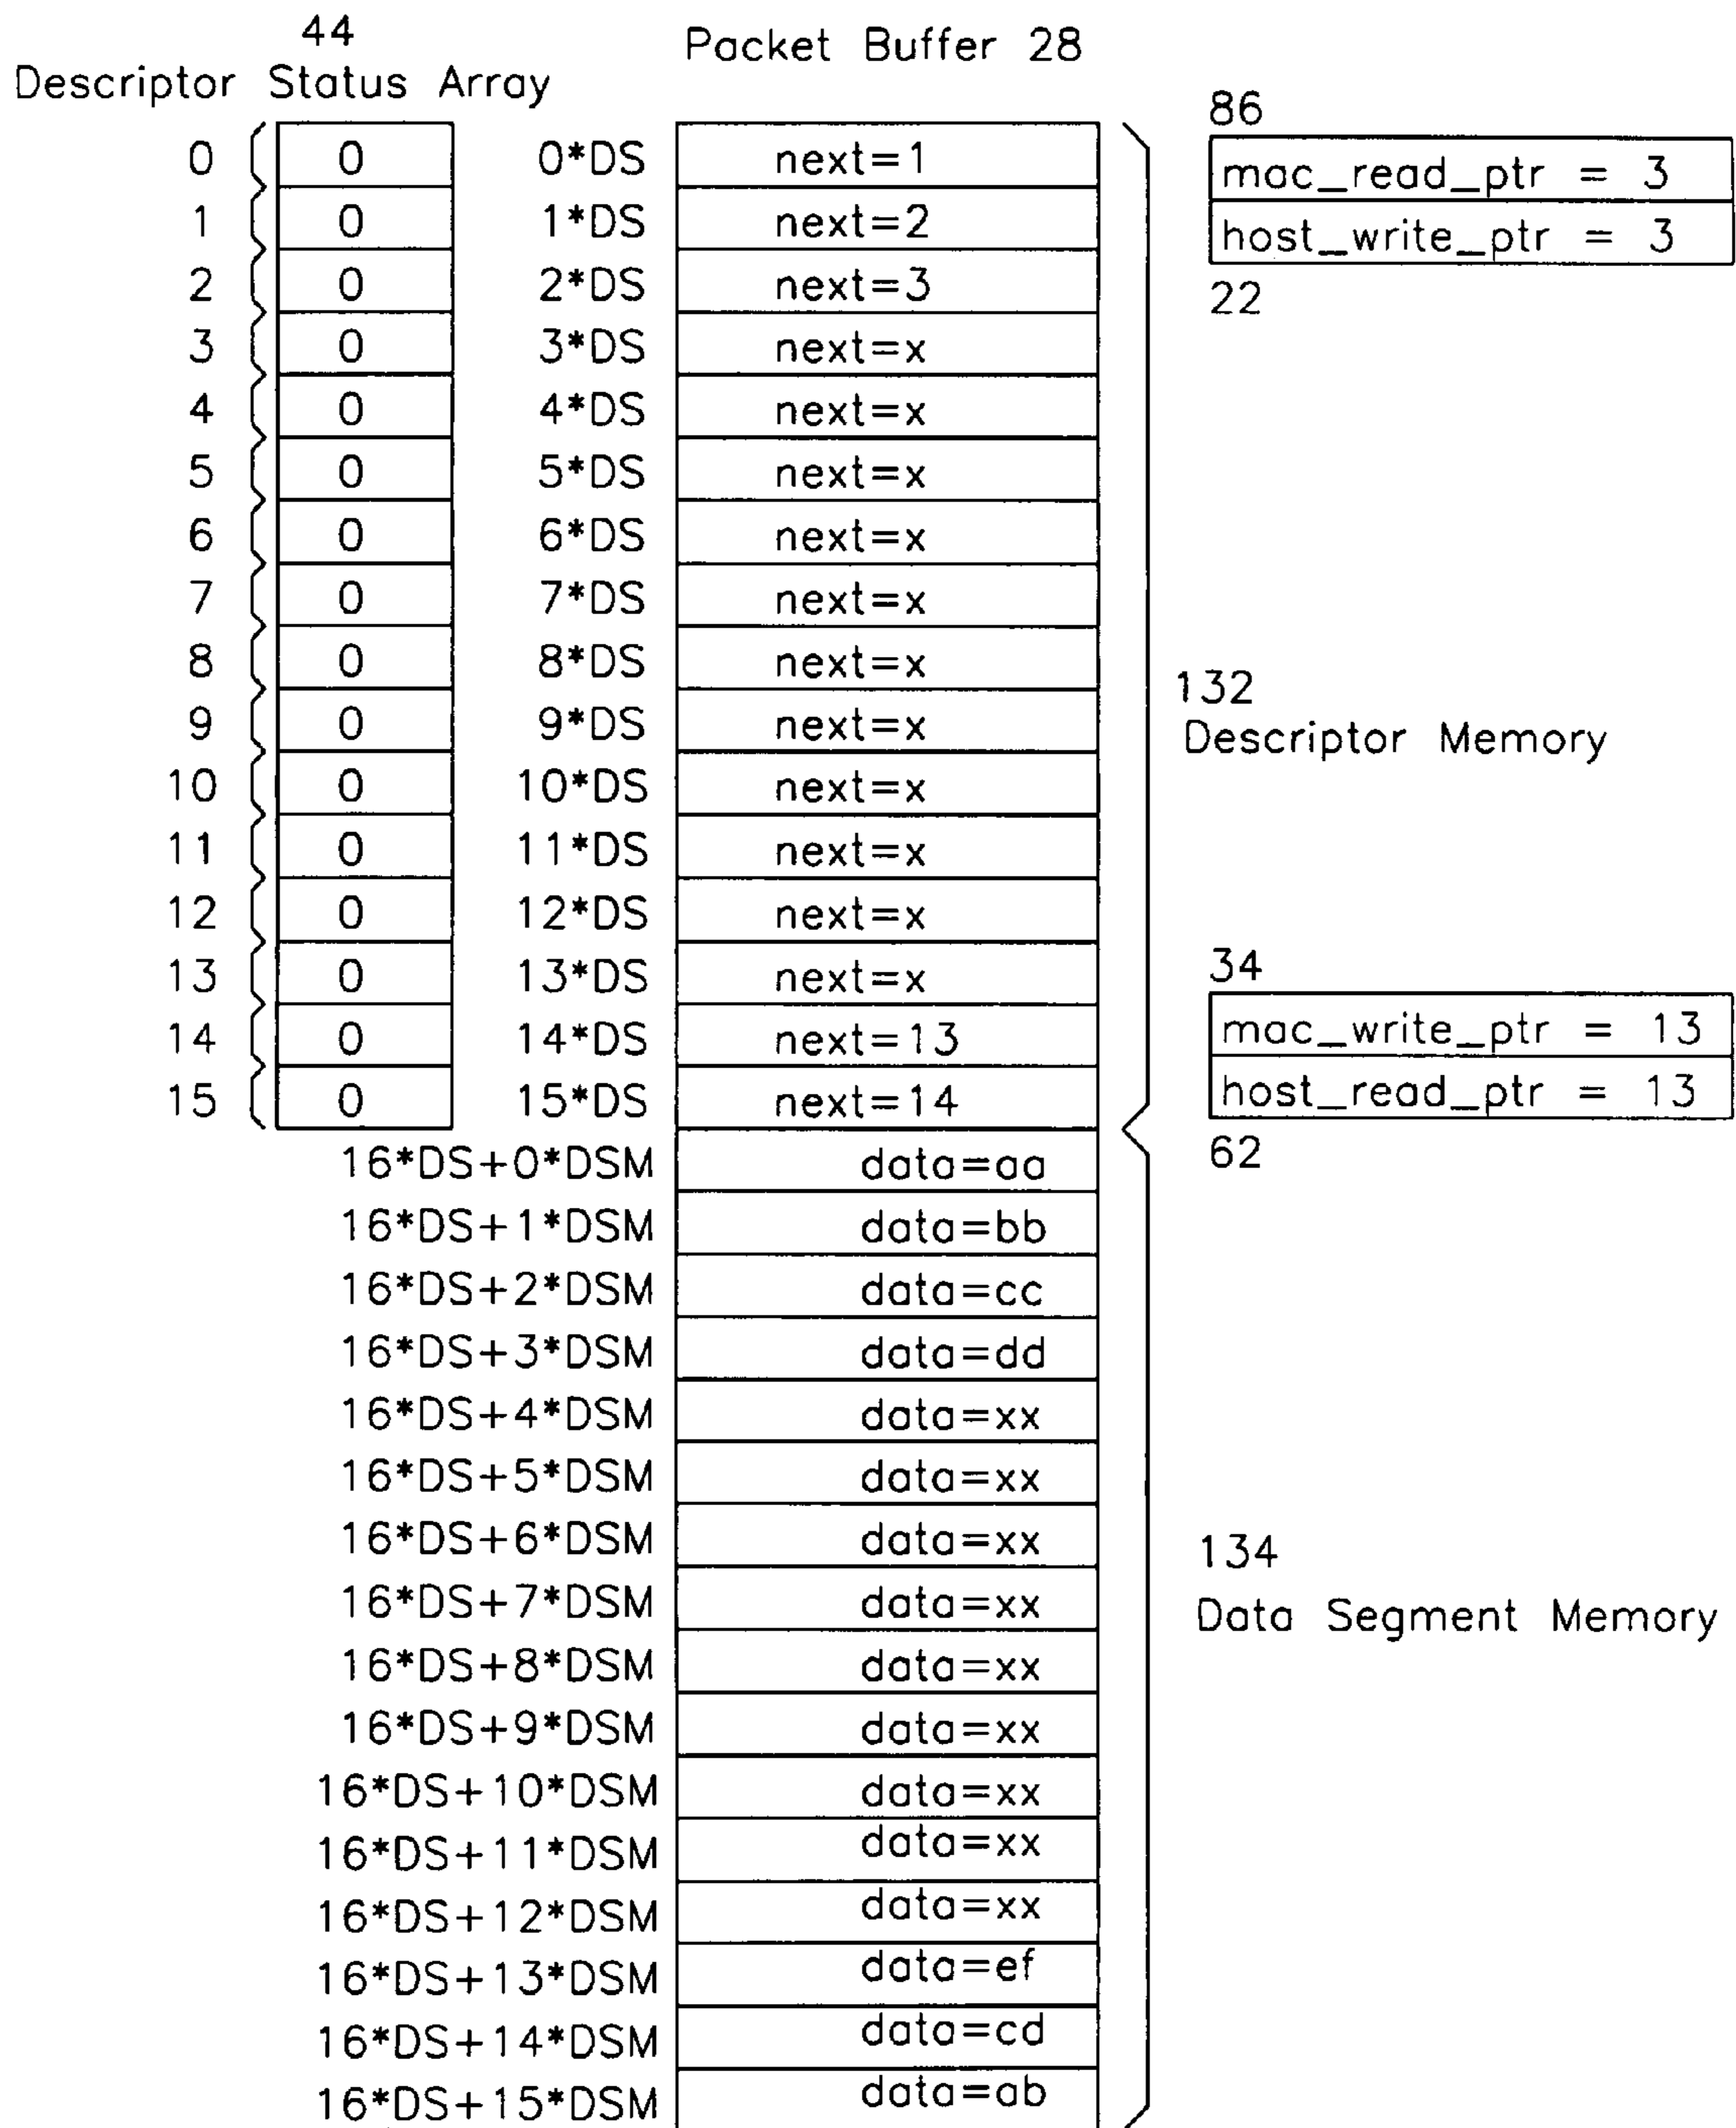 44
Descriptor Status Array
Packet Buffer 28
86
0 0 0*DS next=1 mac_read_ptr = 3
1 0 1*DS next=2 host_write_ptr = 3
2 0 2*DS next=3 22
3 0 3*DS next=x
4 0 4*DS next=x
5 0 5*DS next=x
6 0 6*DS next=x
7 0 7*DS next=x
8 0 8*DS next=x 132
9 0 9*DS next=x Descriptor Memory
10 0 10*DS next=x
11 0 11*DS next=x
12 0 12*DS next=x
13 0 13*DS next=x 34
14 0 14*DS next=13 mac_write_ptr = 13
15 0 15*DS next=14 host_read_ptr = 13
16*DS+0*DSM data=aa 62
16*DS+1*DSM data=bb
16*DS+2*DSM data=cc
16*DS+3*DSM data=dd
16*DS+4*DSM data=xx
16*DS+5*DSM data=xx
16*DS+6*DSM data=xx 134
16*DS+7*DSM data=xx Data Segment Memory
16*DS+8*DSM data=xx
16*DS+9*DSM data=xx
16*DS+10*DSM data=xx
16*DS+11*DSM data=xx
16*DS+12*DSM data=xx
16*DS+13*DSM data=ef
16*DS+14*DSM data=cd
16*DS+15*DSM data=ab